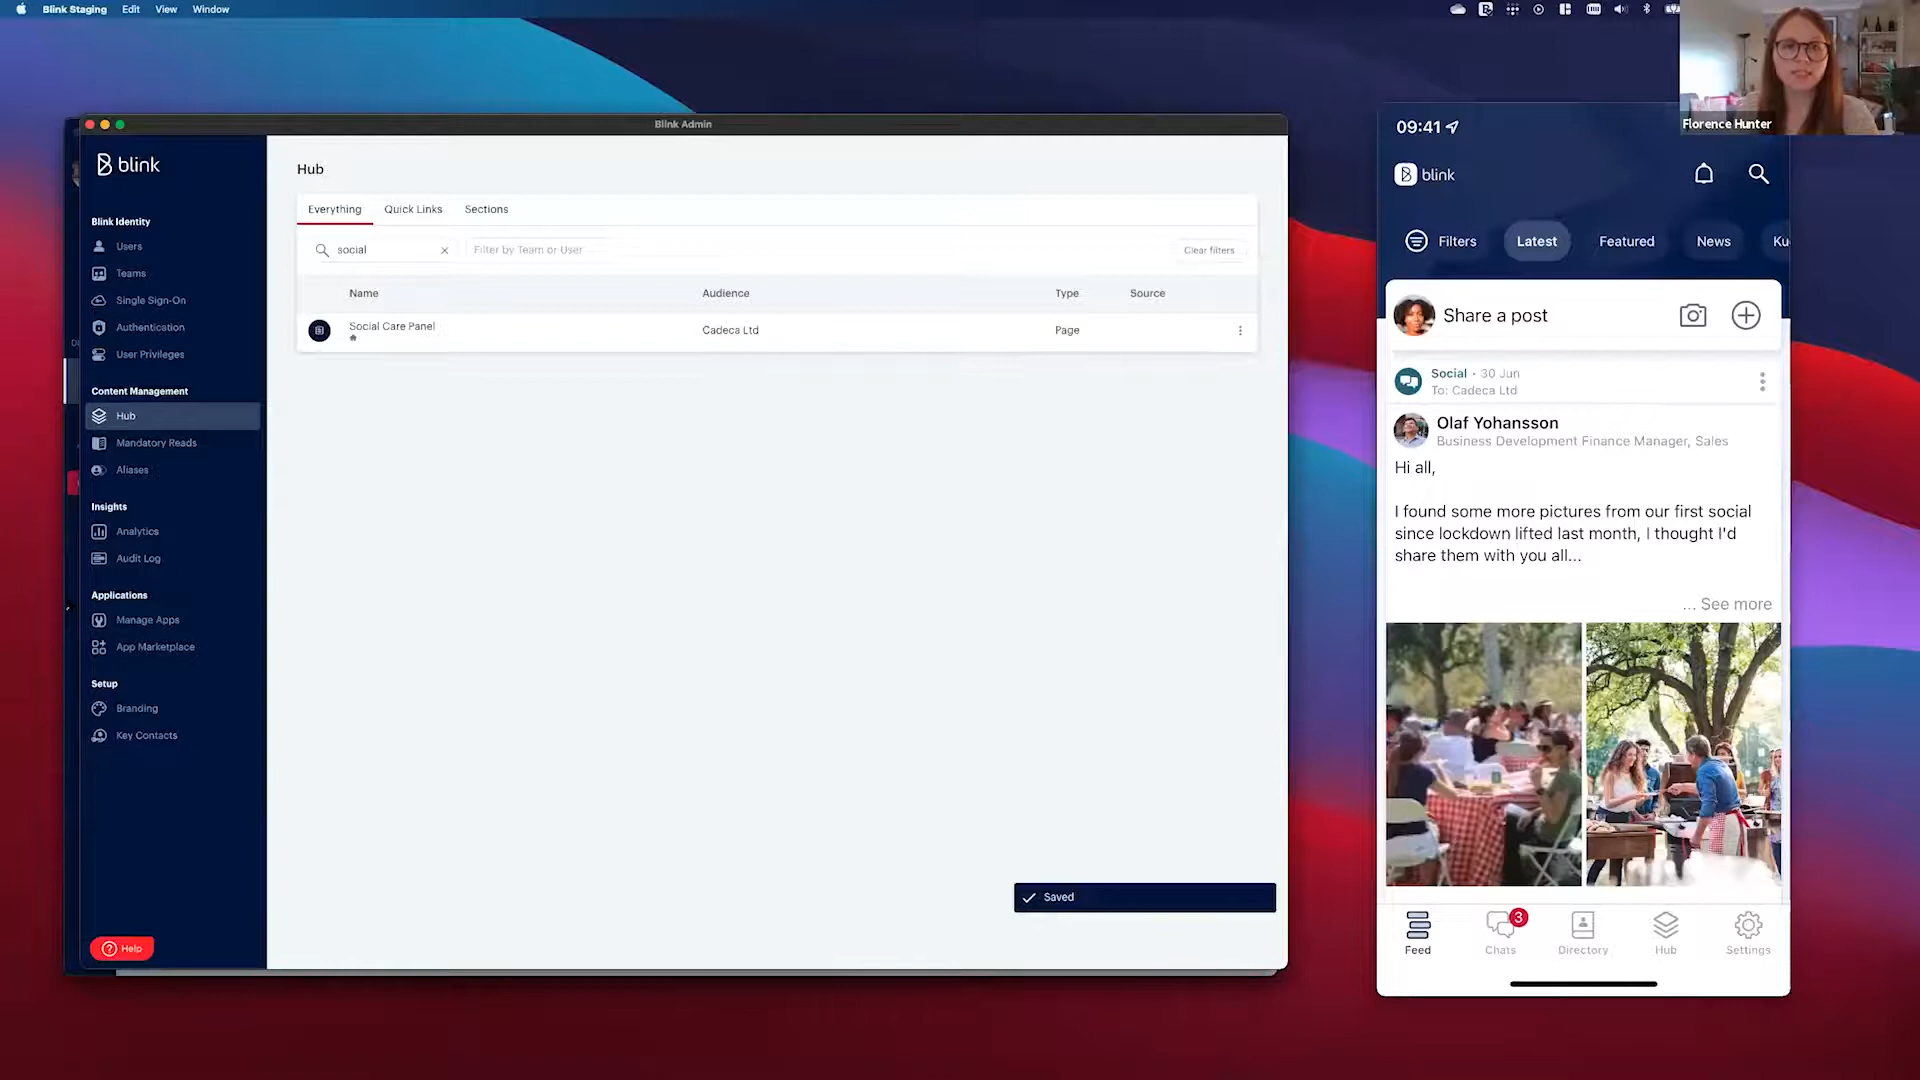 Blink Staging Edit View Window
Florence Hunter
Blink Admin
blink
Blink Identity
Users
Teams
Single Sign-On
Authentication
User Privileges
Content Management
Hub
Mandatory Reads
Aliases
Insights
Analytics
Audit Log
Applications
Manage Apps
App Marketplace
Setup
Branding
Key Contacts
Help
Hub
Everything Quick Links Sections
social Filter by Team or User Clear filters
Name Audience Type Source
Social Care Panel Cadeca Ltd Page
Saved
09:41
blink
Filters Latest Featured News Ku
Share a post
Social · 30 Jun
To: Cadeca Ltd
Olaf Yohansson
Business Development Finance Manager, Sales
Hi all,
I found some more pictures from our first social
since lockdown lifted last month, I thought I'd
share them with you all...
... See more
3
Feed Chats Directory Hub Settings